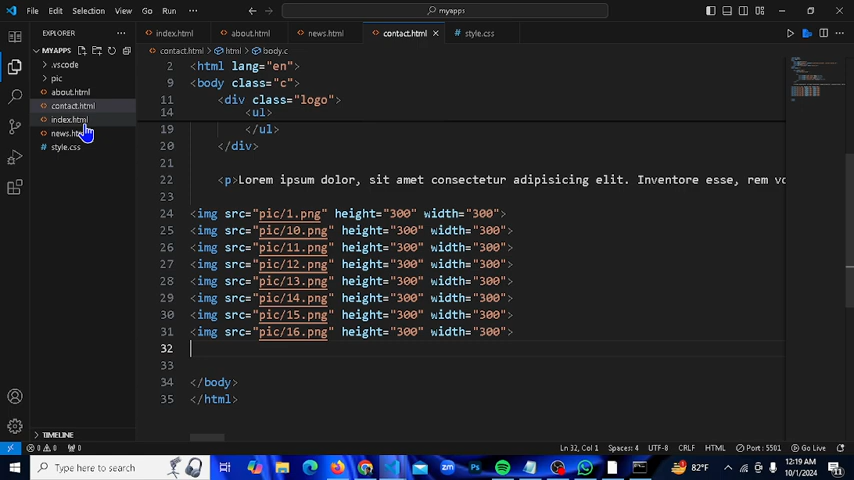 File Edit Selection View Go Run ... myapps
EXPLORER ...
index.html about.html news.html contact.html style.css
MYAPPS
.vscode
pic
about.html
contact.html
index.html
style.css
contact.html > html > body.c
2 <html lang="en">
9 <body class="c">
11 <div class="logo">
14 <ul>
19 </ul>
20 </div>
21
22 <p>Lorem ipsum dolor, sit amet consectetur adipisicing elit. Inventore esse, rem vo
23
24 <img src="pic/1.png" height="300" width="300">
25 <img src="pic/10.png" height="300" width="300">
26 <img src="pic/11.png" height="300" width="300">
27 <img src="pic/12.png" height="300" width="300">
28 <img src="pic/13.png" height="300" width="300">
29 <img src="pic/14.png" height="300" width="300">
30 <img src="pic/15.png" height="300" width="300">
31 <img src="pic/16.png" height="300" width="300">
32
33
34 </body>
35 </html>
TIMELINE
0 0 0 Ln 32, Col 1 Spaces: 4 UTF-8 CRLF HTML Port : 5501 Go Live
Type here to search zm Ps 82°F 12:19 AM
10/1/2024 11